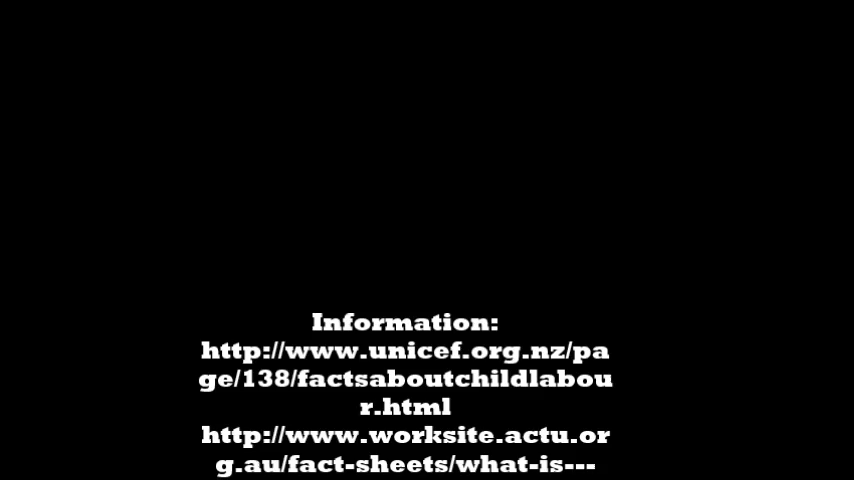 Information:
http://www.unicef.org.nz/pa
ge/138/factsaboutchildlabou
r.html
http://www.worksite.actu.or
g.au/fact-sheets/what-is---